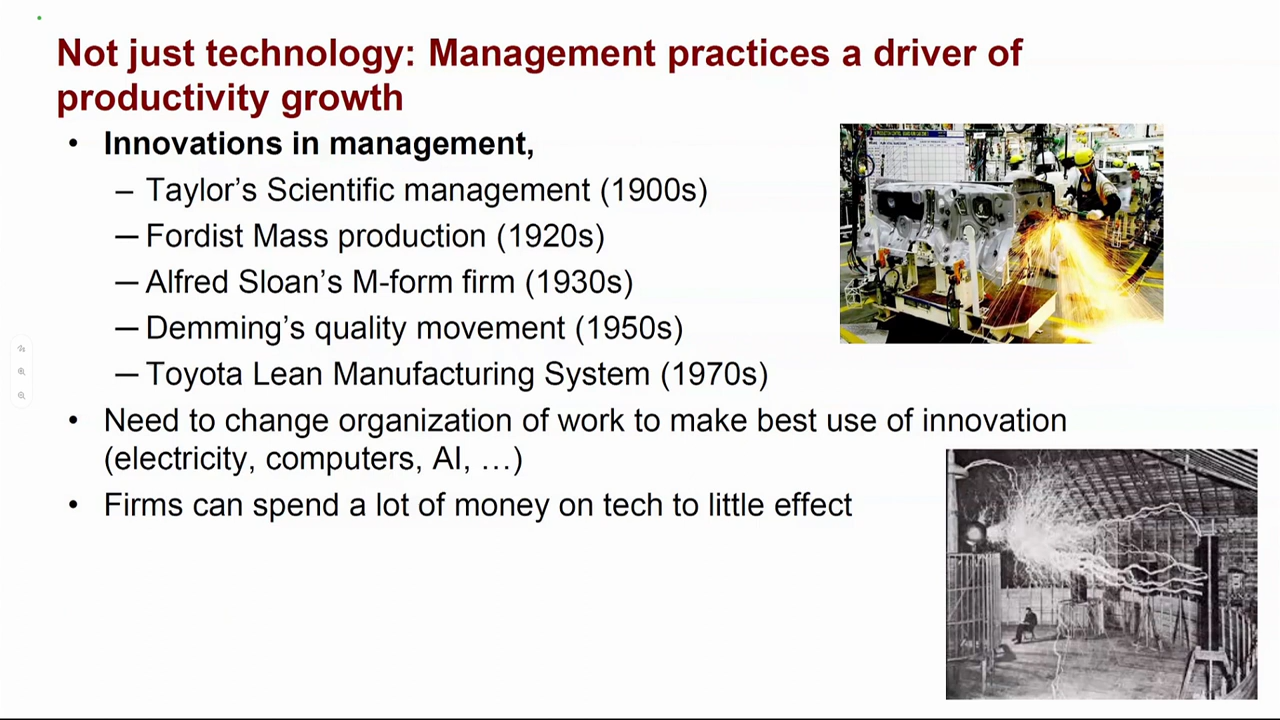 Not just technology: Management practices a driver of
productivity growth
• Innovations in management,
– Taylor’s Scientific management (1900s)
– Fordist Mass production (1920s)
– Alfred Sloan’s M-form firm (1930s)
– Demming’s quality movement (1950s)
– Toyota Lean Manufacturing System (1970s)
• Need to change organization of work to make best use of innovation
(electricity, computers, AI, …)
• Firms can spend a lot of money on tech to little effect